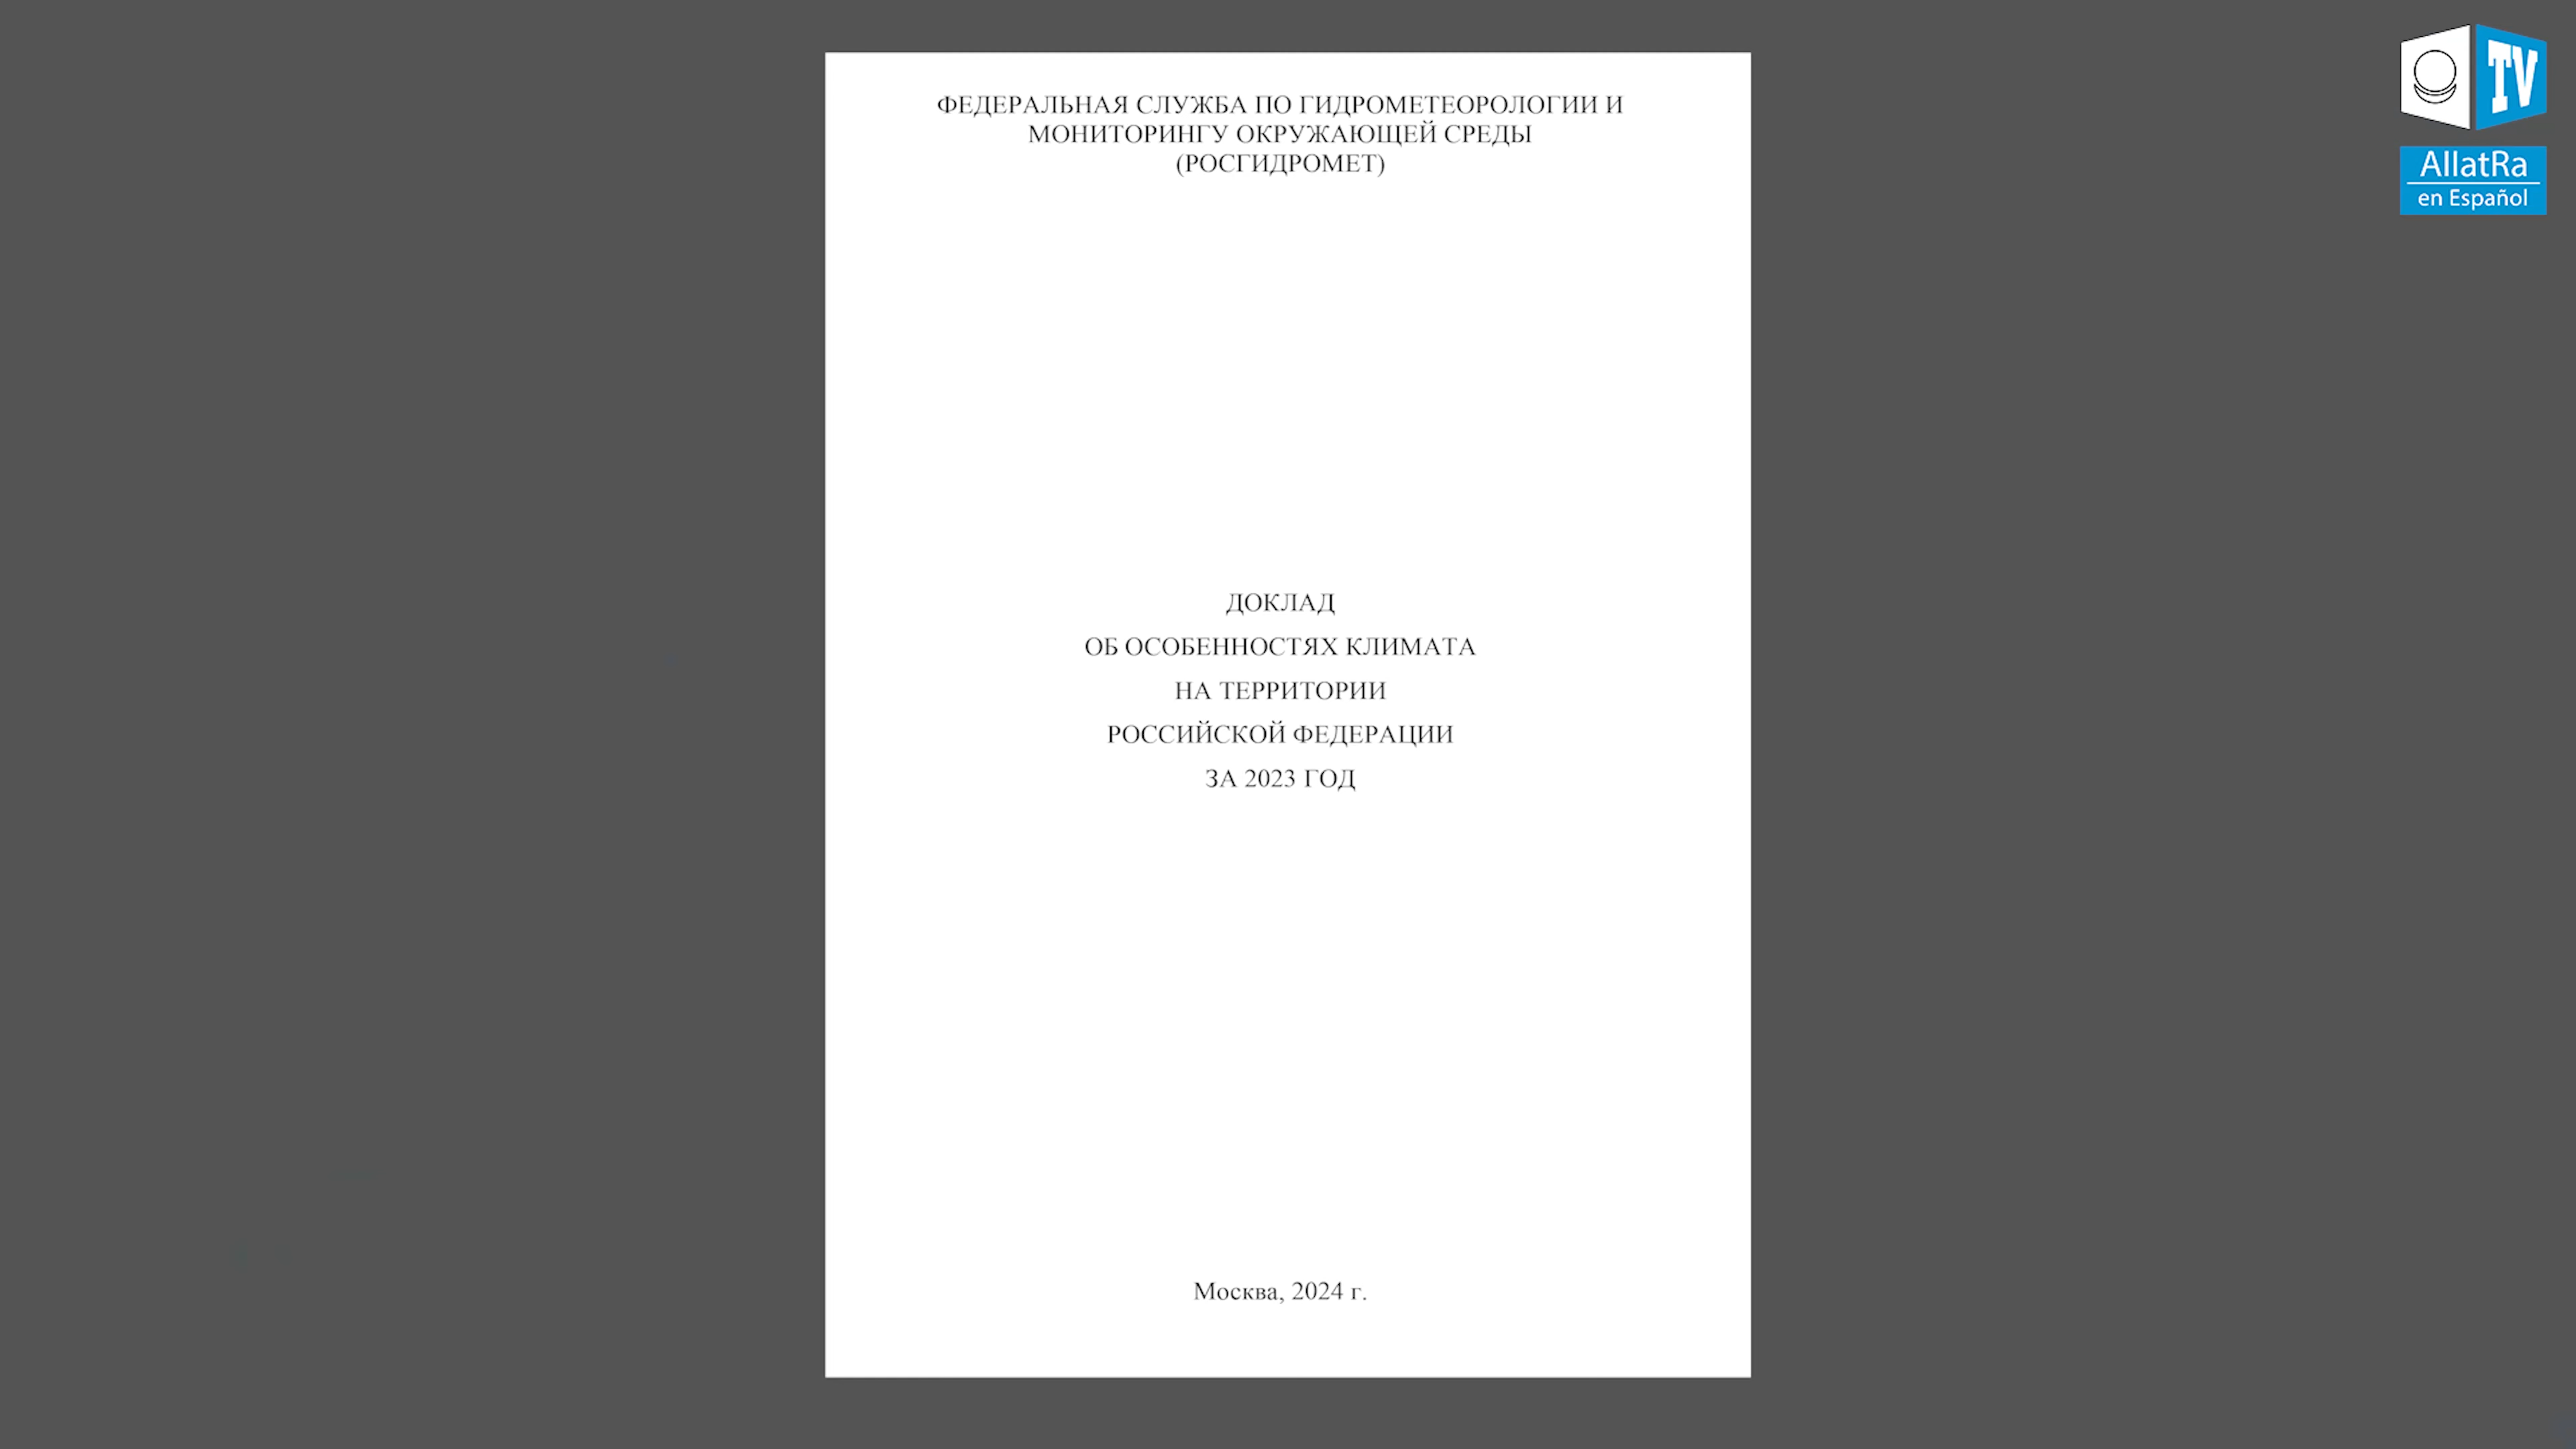 ФЕДЕРАЛЬНАЯ СЛУЖБА ПО ГИДРОМЕТЕОРОЛОГИИ И
МОНИТОРИНГУ ОКРУЖАЮЩЕЙ СРЕДЫ
(РОСГИДРОМЕТ)
TV
AllatRa
en Español
ДОКЛАД
ОБ ОСОБЕННОСТЯХ КЛИМАТА
НА ТЕРРИТОРИИ
РОССИЙСКОЙ ФЕДЕРАЦИИ
ЗА 2023 ГОД
Москва, 2024 г.